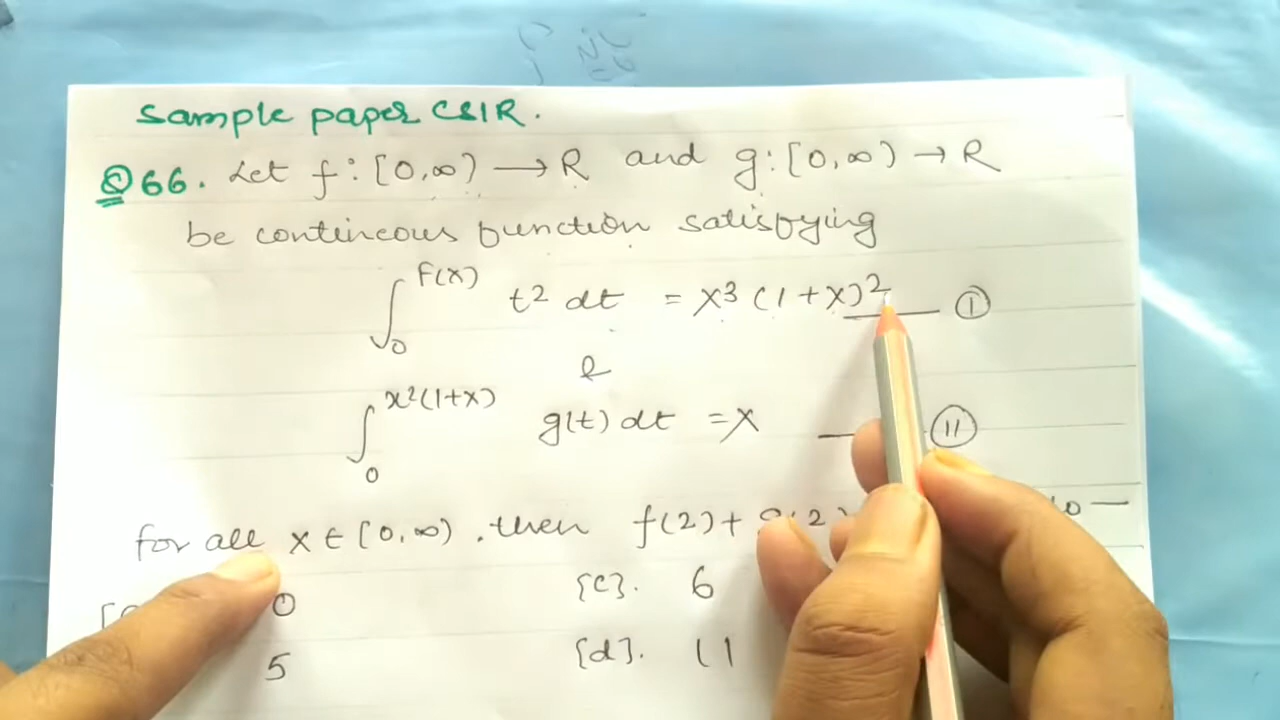 Sample paper CSIR.
Q66. Let f : [0,∞) → R and g : [0,∞) → R
be contineous function satisfying
∫₀^{f(x)} t² dt = x³ (1+x)² —— ①
&
∫₀^{x²(1+x)} g(t) dt = x —— ⑪
for all x ∈ [0,∞) . then f(2) +
0 {c}. 6
5 {d}. 11